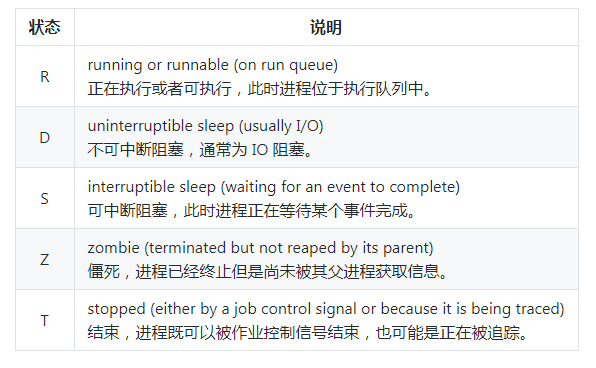 状态 说明
R running or runnable (on run queue)
正在执行或者可执行，此时进程位于执行队列中。
D uninterruptible sleep (usually I/O)
不可中断阻塞，通常为 IO 阻塞。
S interruptible sleep (waiting for an event to complete)
可中断阻塞，此时进程正在等待某个事件完成。
Z zombie (terminated but not reaped by its parent)
僵死，进程已经终止但是尚未被其父进程获取信息。
T stopped (either by a job control signal or because it is being traced)
结束，进程既可以被作业控制信号结束，也可能是正在被追踪。